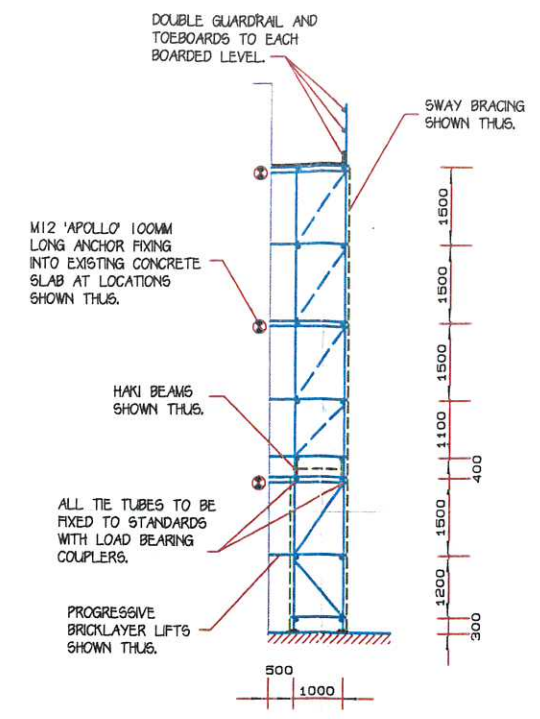 DOUBLE GUARDRAIL AND
TOEBOARDS TO EACH
BOARDED LEVEL.
SWAY BRACING
SHOWN THUS.
M12 'APOLLO' 100MM
LONG ANCHOR FIXING
INTO EXISTING CONCRETE
SLAB AT LOCATIONS
SHOWN THUS.
HAKI BEAMS
SHOWN THUS.
ALL TIE TUBES TO BE
FIXED TO STANDARDS
WITH LOAD BEARING
COUPLERS.
PROGRESSIVE
BRICKLAYER LIFTS
SHOWN THUS.
1500
1500
1500
1100
400
1500
1200
300
500
1000